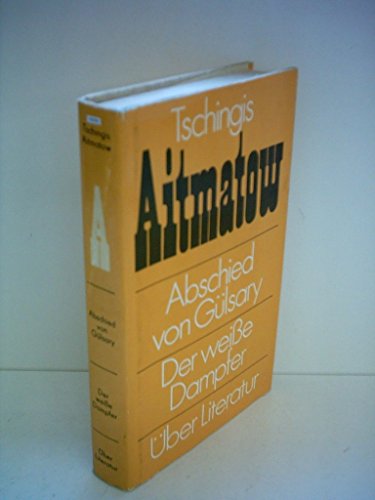 Tschingis
Aitmatow
Abschied
von Gülsary
Der weiße
Dampfer
Über Literatur
Tschingis
Aitmatow
A
Abschied
von
Gülsary
Der
weiße
Dampfer
Über
Literatur